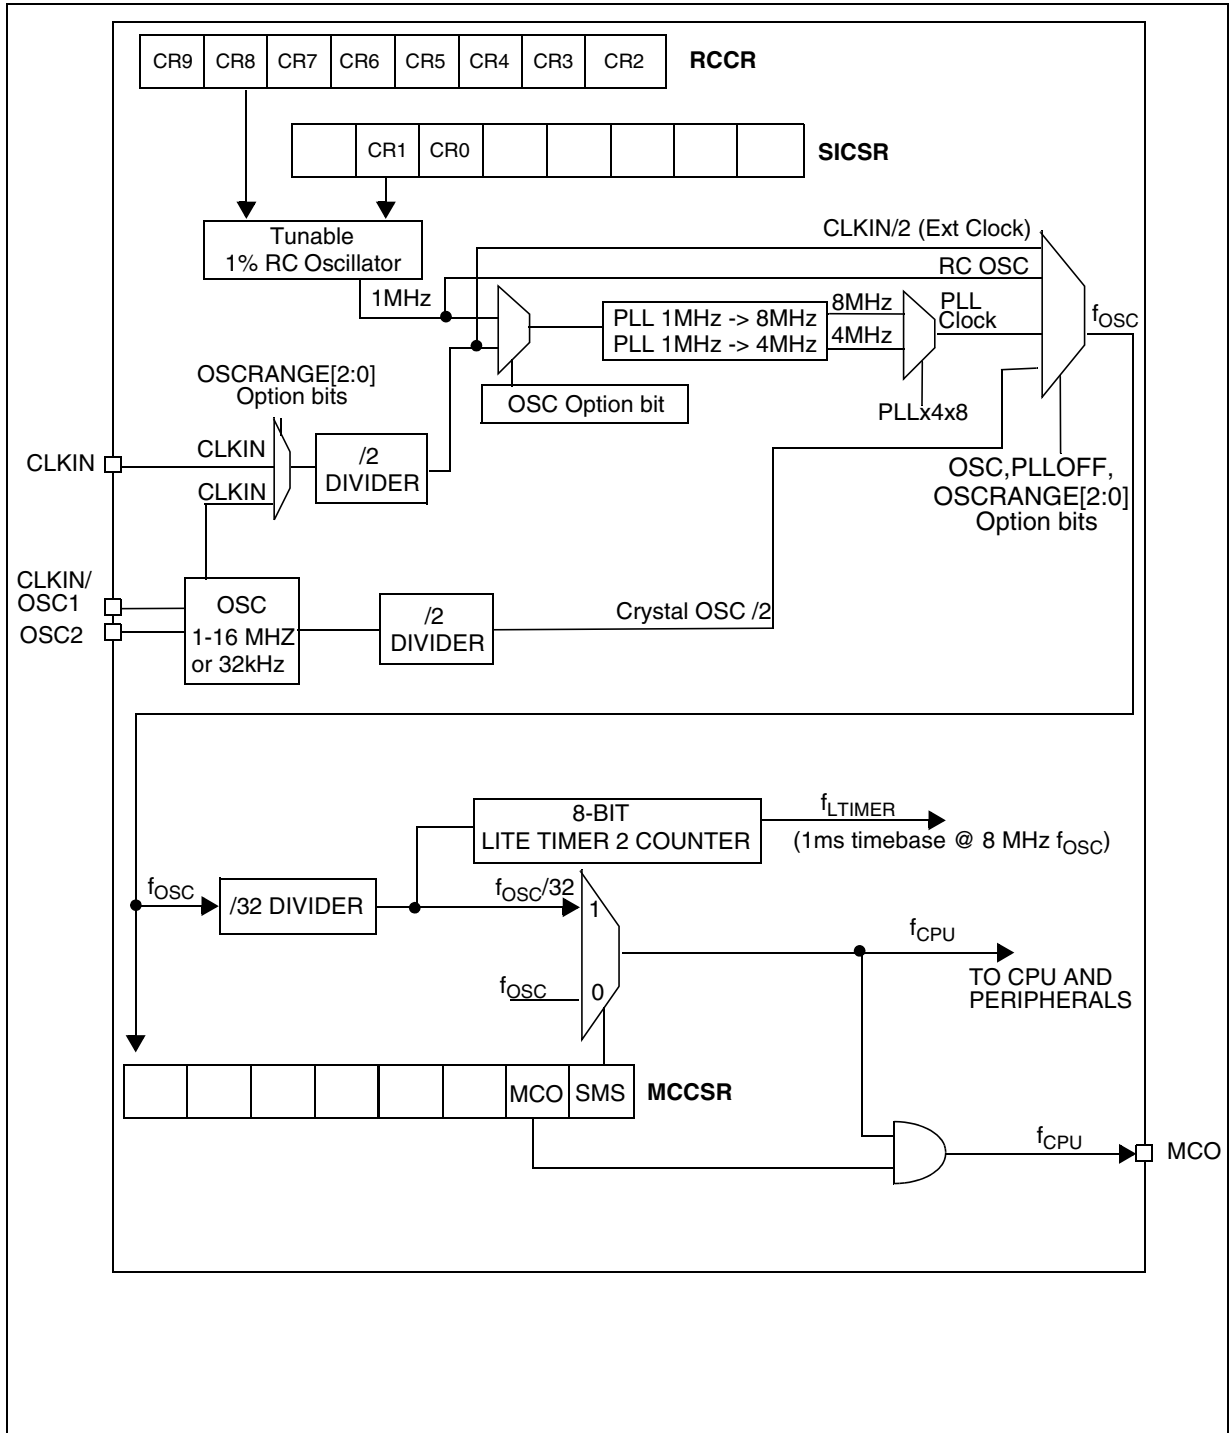 CR9 CR8 CR7 CR6 CR5 CR4 CR3 CR2 RCCR
CR1 CR0 SICSR
Tunable
1% RC Oscillator
CLKIN/2 (Ext Clock)
RC OSC
1MHz
PLL 1MHz -> 8MHz
PLL 1MHz -> 4MHz
8MHz
4MHz
PLL
Clock
fOSC
OSCRANGE[2:0]
Option bits
OSC Option bit
PLLx4x8
CLKIN
CLKIN
CLKIN
/2
DIVIDER
OSC,PLLOFF,
OSCRANGE[2:0]
Option bits
CLKIN/
OSC1
OSC2
OSC
1-16 MHZ
or 32kHz
/2
DIVIDER
Crystal OSC /2
8-BIT
LITE TIMER 2 COUNTER
fLTIMER
(1ms timebase @ 8 MHz fOSC)
fOSC
/32 DIVIDER
fOSC/32
1
fOSC
0
fCPU
TO CPU AND
PERIPHERALS
MCO SMS MCCSR
fCPU
MCO